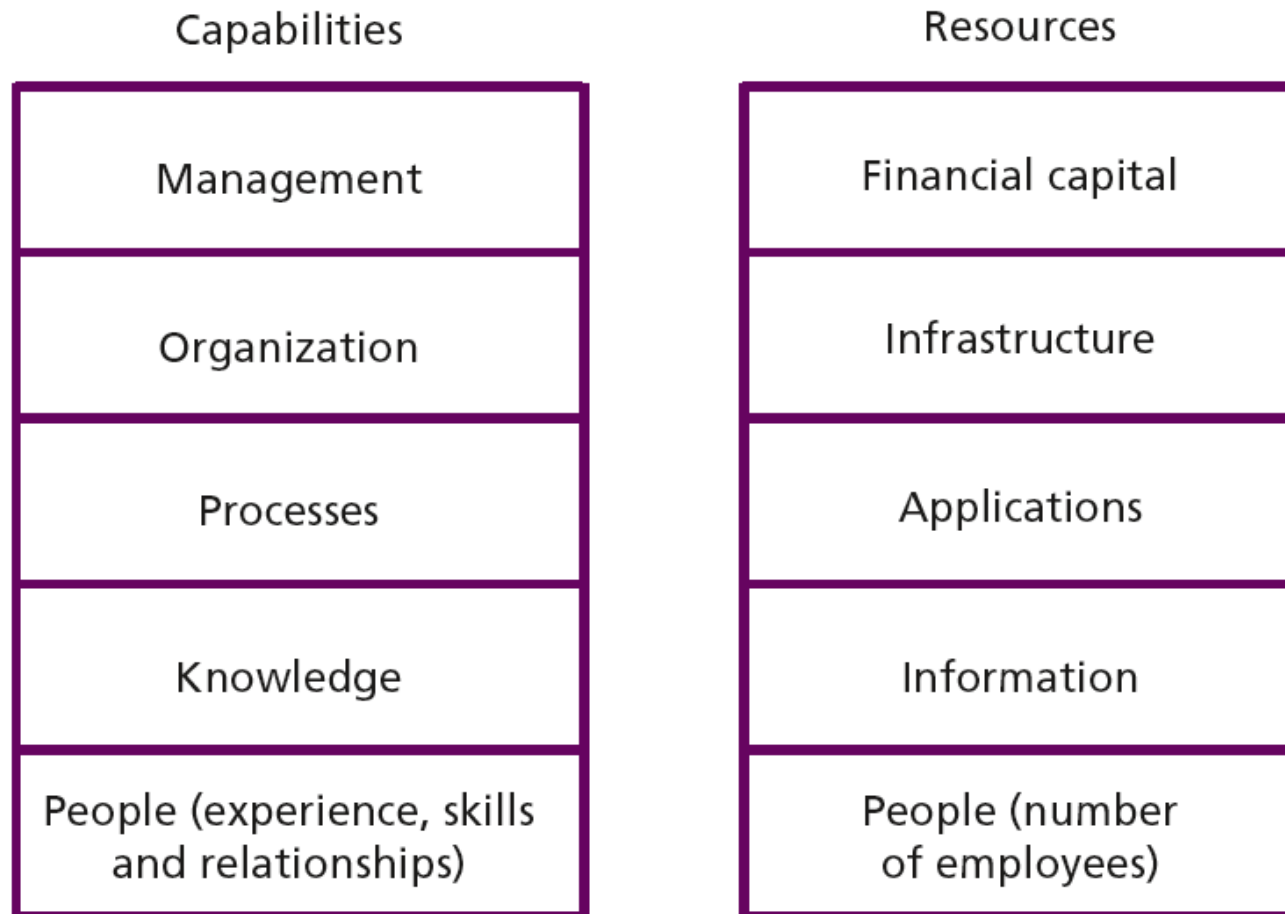 Capabilities
Management
Organization
Processes
Knowledge
People (experience, skills
and relationships)
Resources
Financial capital
Infrastructure
Applications
Information
People (number
of employees)